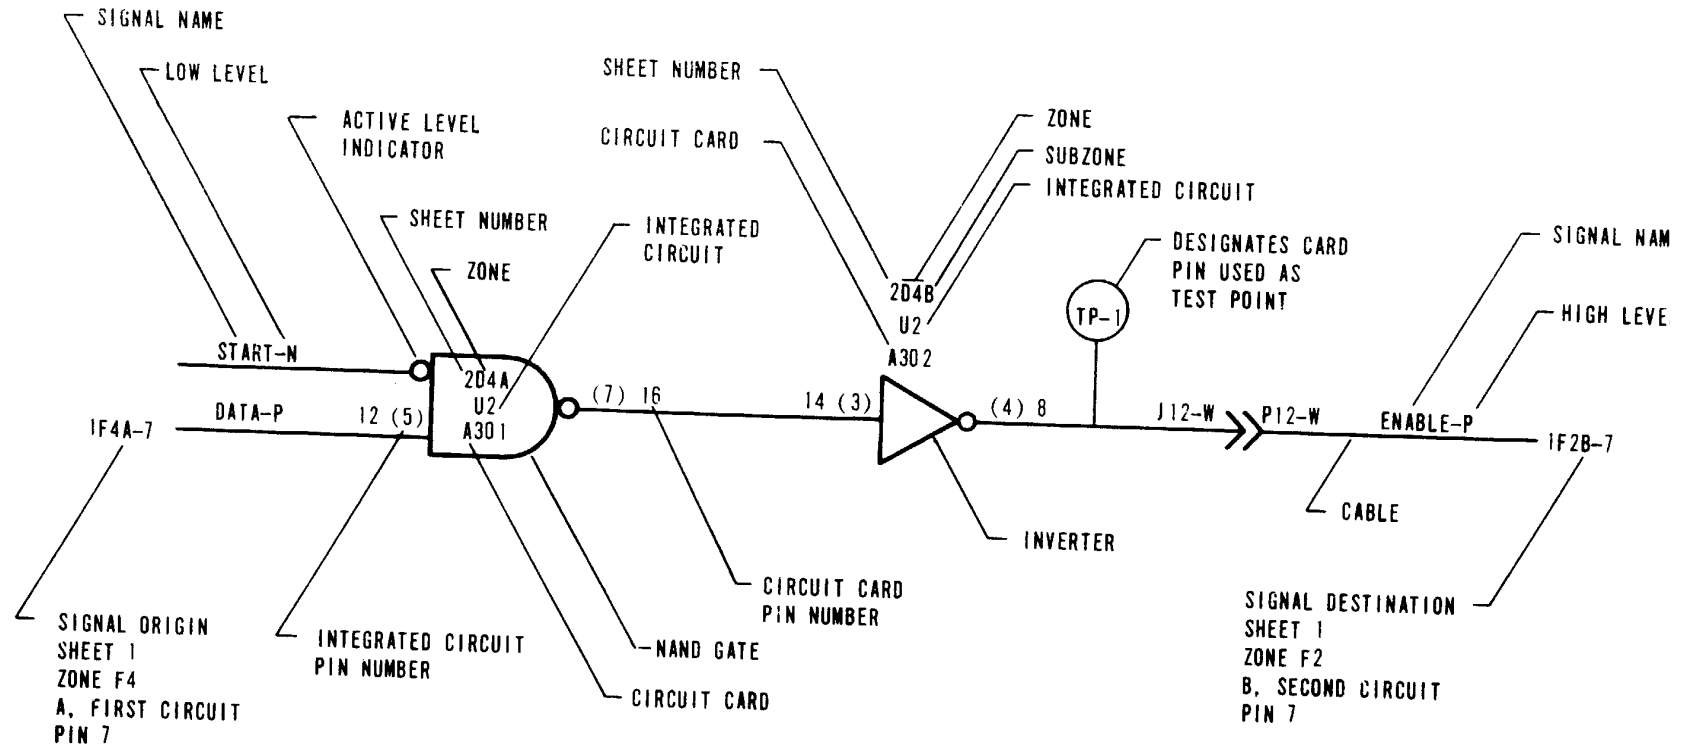 SIGNAL NAME
LOW LEVEL
ACTIVE LEVEL
INDICATOR
SHEET NUMBER
ZONE
INTEGRATED
CIRCUIT
SHEET NUMBER
CIRCUIT CARD
ZONE
SUBZONE
INTEGRATED CIRCUIT
DESIGNATES CARD
PIN USED AS
TEST POINT
SIGNAL NAM
HIGH LEVE
START-N
2D4A
U2
A301
1F4A-7
DATA-P
12 (5)
(7) 16
14 (3)
2D4B
U2
A302
(4) 8
TP-1
J12-W
P12-W
ENABLE-P
1F2B-7
CABLE
INVERTER
CIRCUIT CARD
PIN NUMBER
SIGNAL ORIGIN
SHEET 1
ZONE F4
A, FIRST CIRCUIT
PIN 7
INTEGRATED CIRCUIT
PIN NUMBER
NAND GATE
CIRCUIT CARD
SIGNAL DESTINATION
SHEET 1
ZONE F2
B, SECOND CIRCUIT
PIN 7